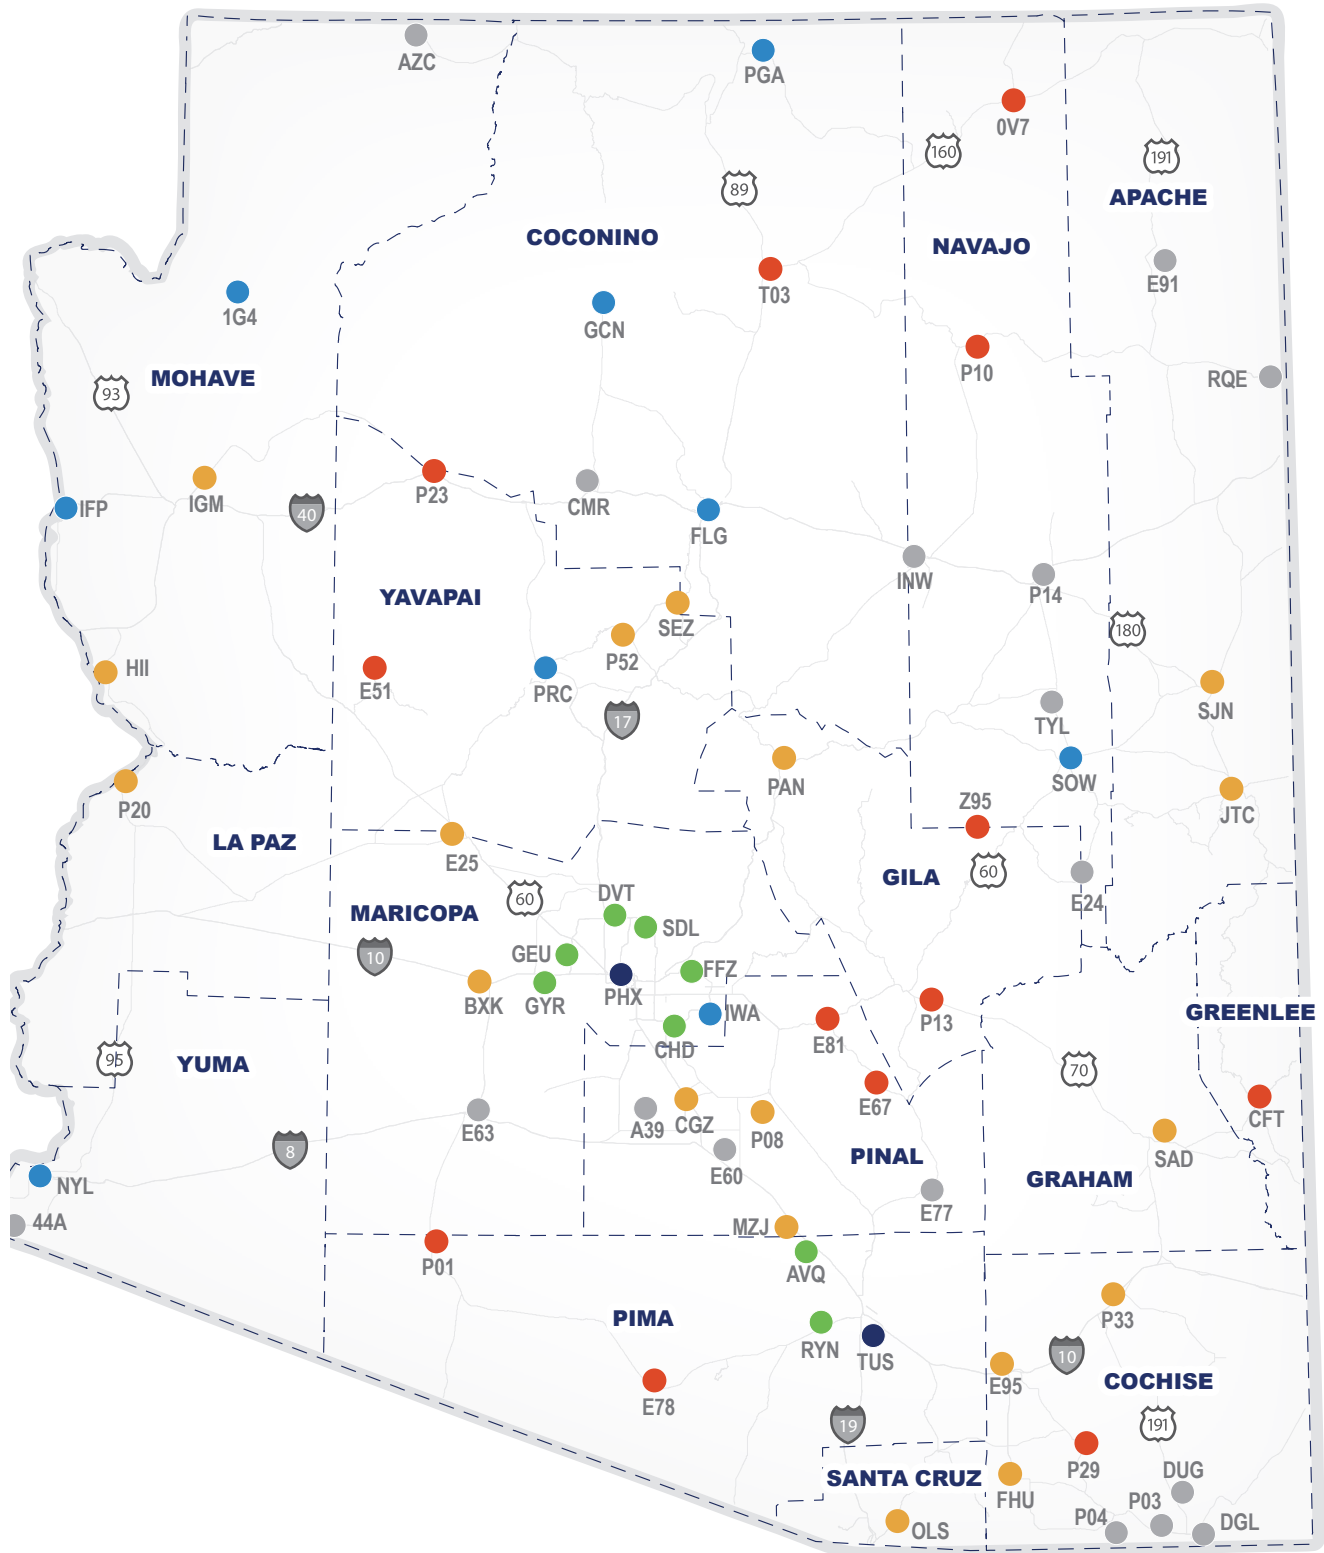 AZC
PGA
0V7
160
191
89
APACHE
COCONINO
NAVAJO
E91
T03
1G4
GCN
P10
MOHAVE
RQE
93
P23
IGM
CMR
IFP
40
FLG
INW
P14
YAVAPAI
SEZ
180
P52
HII
E51
PRC
SJN
17
TYL
PAN
SOW
P20
Z95
JTC
LA PAZ
E25
GILA
60
60
DVT
E24
MARICOPA
SDL
GEU
10
FFZ
BXK
GYR
PHX
IWA
P13
GREENLEE
E81
CHD
95
YUMA
70
E67
CFT
E63
A39
CGZ
P08
8
PINAL
SAD
E60
GRAHAM
NYL
E77
44A
MZJ
P01
AVQ
PIMA
P33
RYN
TUS
10
E95
COCHISE
E78
19
191
P29
SANTA CRUZ
DUG
FHU
P03
P04
DGL
OLS